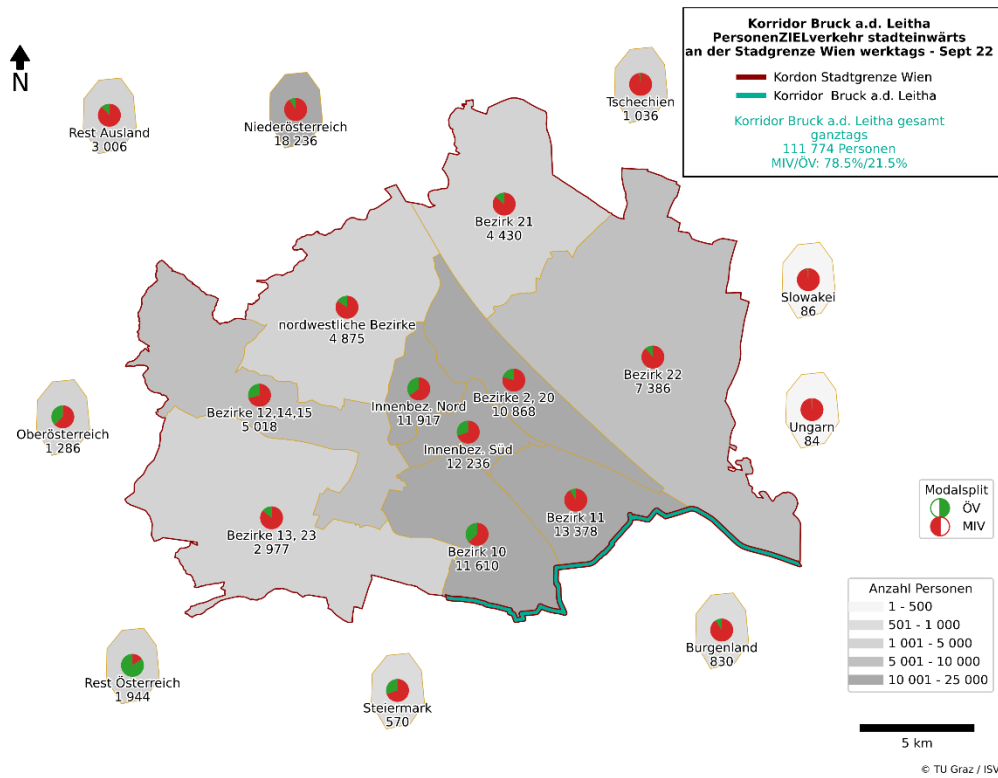 Korridor Bruck a.d. Leitha
PersonenZIELverkehr stadteinwärts
an der Stadgrenze Wien werktags - Sept 22
Kordon Stadtgrenze Wien
Korridor Bruck a.d. Leitha
Korridor Bruck a.d. Leitha gesamt
ganztags
111 774 Personen
MIV/ÖV: 78.5%/21.5%
N
Rest Ausland
3 006
Niederösterreich
18 236
Tschechien
1 036
Bezirk 21
4 430
Slowakei
86
nordwestliche Bezirke
4 875
Bezirk 22
7 386
Bezirke 12,14,15
5 018
Innenbez. Nord
11 917
Bezirke 2, 20
10 868
Oberösterreich
1 286
Innenbez. Süd
12 236
Ungarn
84
Modalsplit
ÖV
MIV
Bezirke 13, 23
2 977
Bezirk 10
11 610
Bezirk 11
13 378
Anzahl Personen
1 - 500
501 - 1 000
1 001 - 5 000
5 001 - 10 000
10 001 - 25 000
Burgenland
830
Rest Österreich
1 944
Steiermark
570
5 km
© TU Graz / ISV